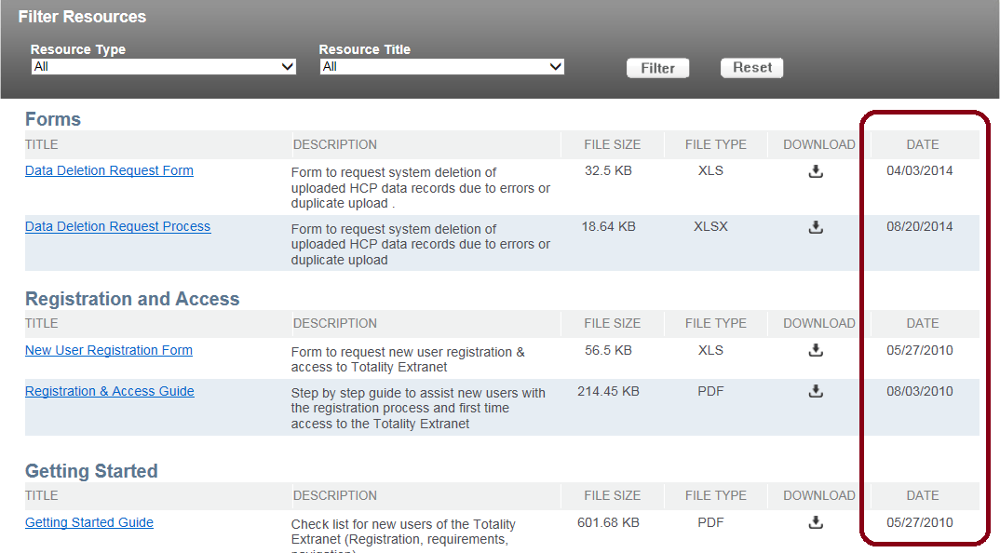 Filter Resources
Resource Type Resource Title
All All Filter Reset
Forms
TITLE DESCRIPTION FILE SIZE FILE TYPE DOWNLOAD DATE
Data Deletion Request Form Form to request system deletion of 32.5 KB XLS 04/03/2014
uploaded HCP data records due to errors or
duplicate upload .
Data Deletion Request Process Form to request system deletion of 18.64 KB XLSX 08/20/2014
uploaded HCP data records due to errors or
duplicate upload
Registration and Access
TITLE DESCRIPTION FILE SIZE FILE TYPE DOWNLOAD DATE
New User Registration Form Form to request new user registration & 56.5 KB XLS 05/27/2010
access to Totality Extranet
Registration & Access Guide Step by step guide to assist new users with 214.45 KB PDF 08/03/2010
the registration process and first time
access to the Totality Extranet
Getting Started
TITLE DESCRIPTION FILE SIZE FILE TYPE DOWNLOAD DATE
Getting Started Guide Check list for new users of the Totality 601.68 KB PDF 05/27/2010
Extranet (Registration, requirements,